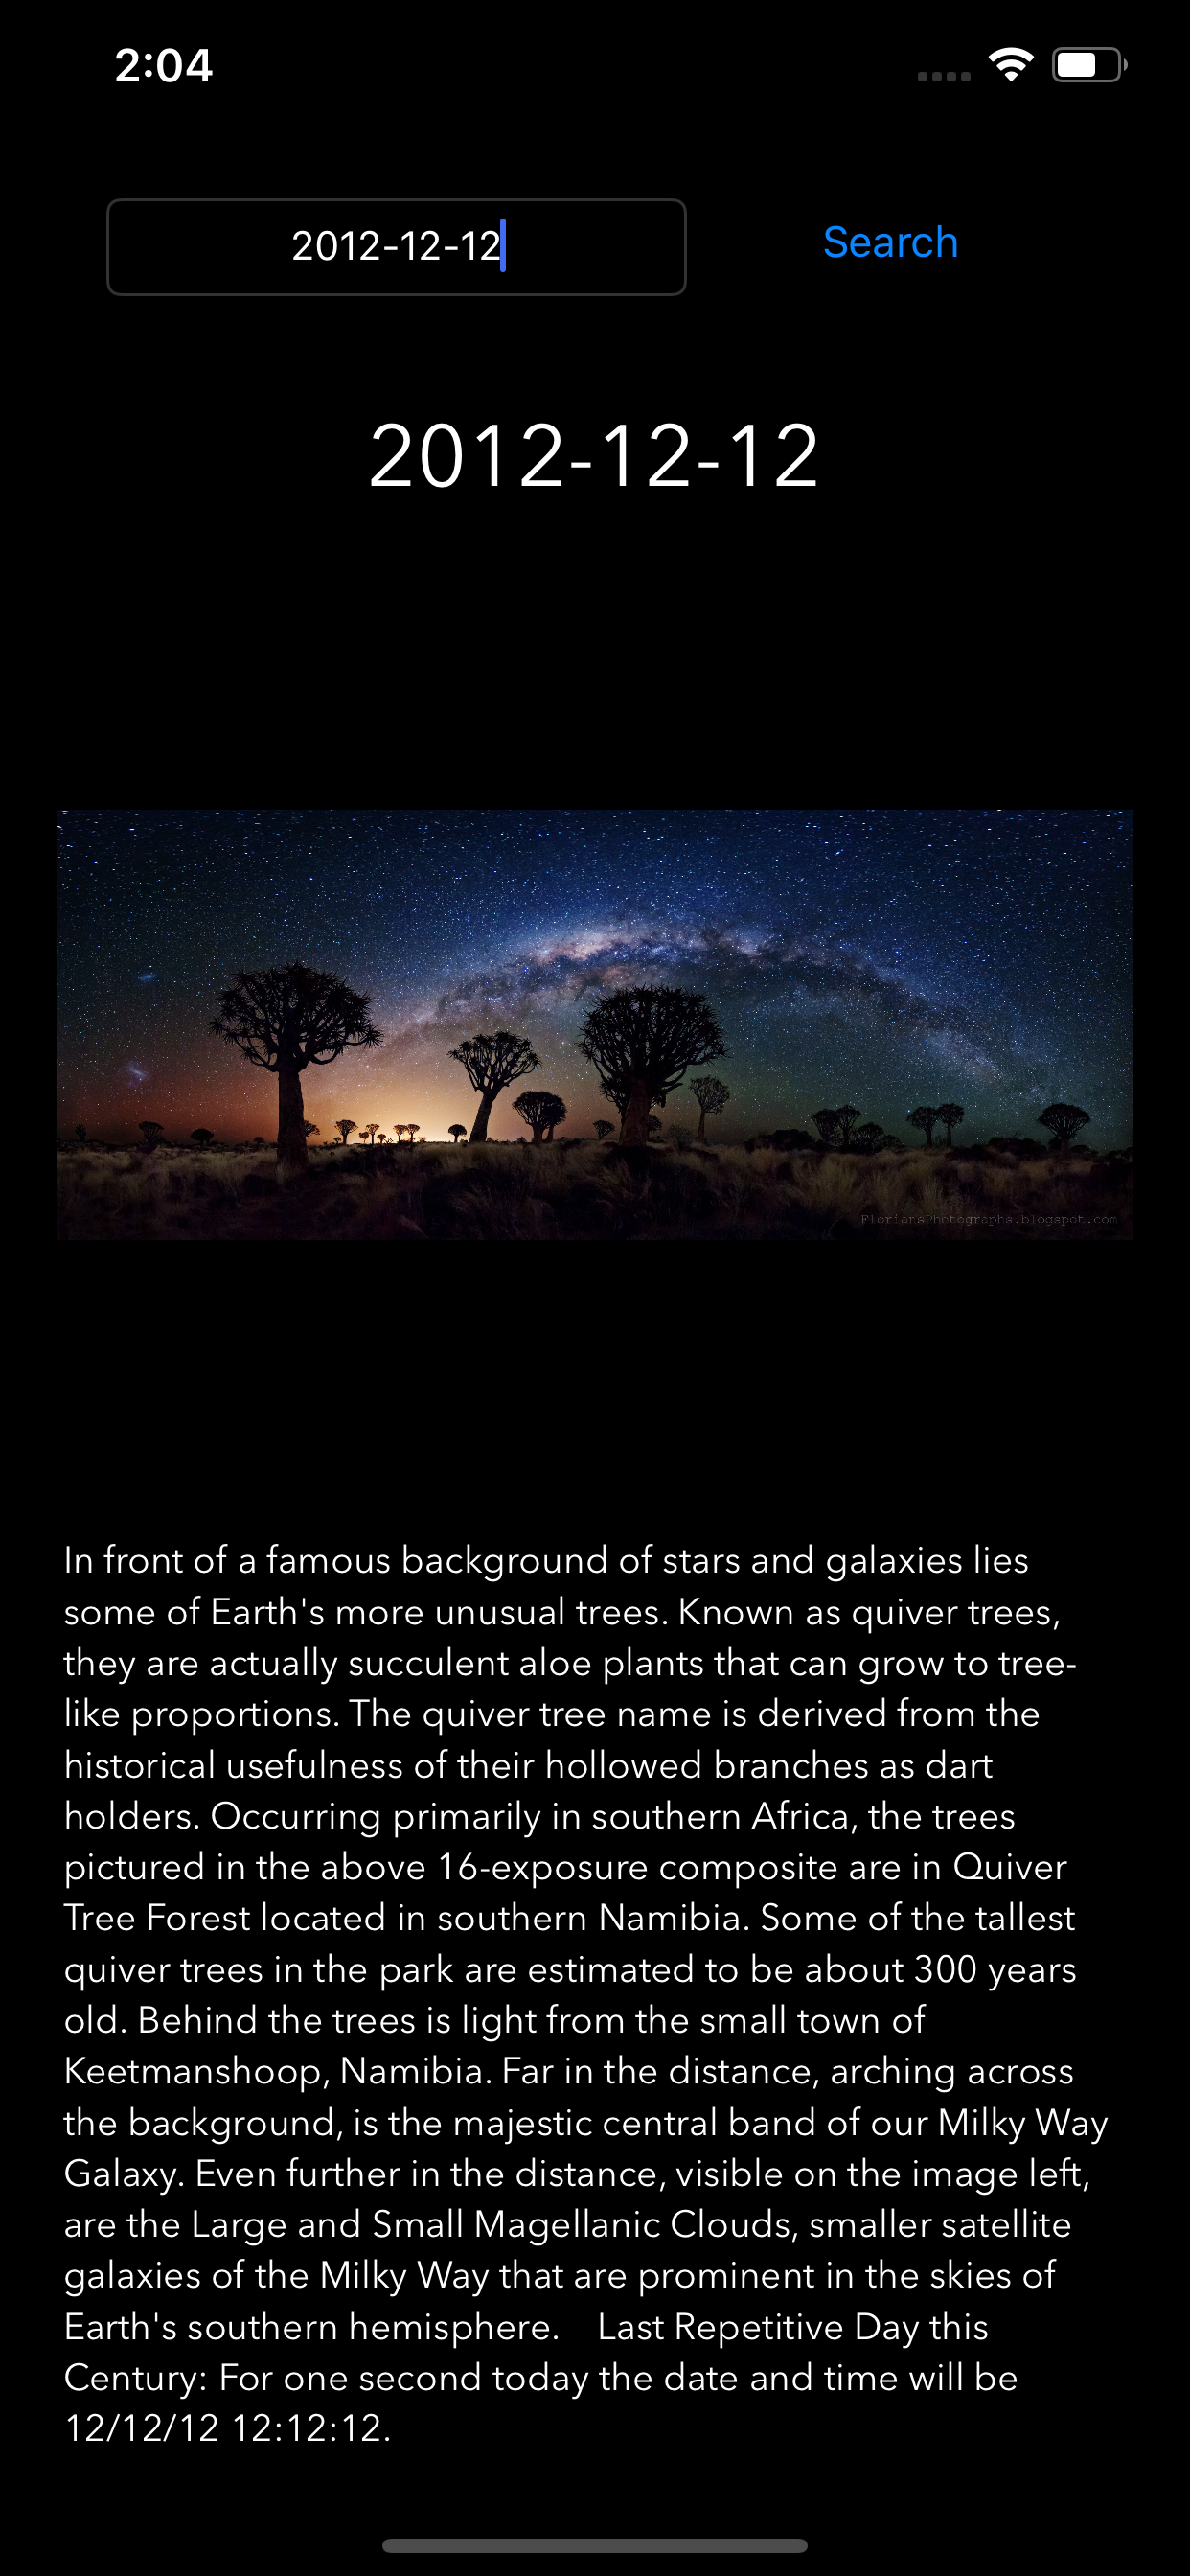 2:04
2012-12-12
Search
2012-12-12
FloriansPhotographs.blogspot.com
In front of a famous background of stars and galaxies lies
some of Earth's more unusual trees. Known as quiver trees,
they are actually succulent aloe plants that can grow to tree-
like proportions. The quiver tree name is derived from the
historical usefulness of their hollowed branches as dart
holders. Occurring primarily in southern Africa, the trees
pictured in the above 16-exposure composite are in Quiver
Tree Forest located in southern Namibia. Some of the tallest
quiver trees in the park are estimated to be about 300 years
old. Behind the trees is light from the small town of
Keetmanshoop, Namibia. Far in the distance, arching across
the background, is the majestic central band of our Milky Way
Galaxy. Even further in the distance, visible on the image left,
are the Large and Small Magellanic Clouds, smaller satellite
galaxies of the Milky Way that are prominent in the skies of
Earth's southern hemisphere.    Last Repetitive Day this
Century: For one second today the date and time will be
12/12/12 12:12:12.